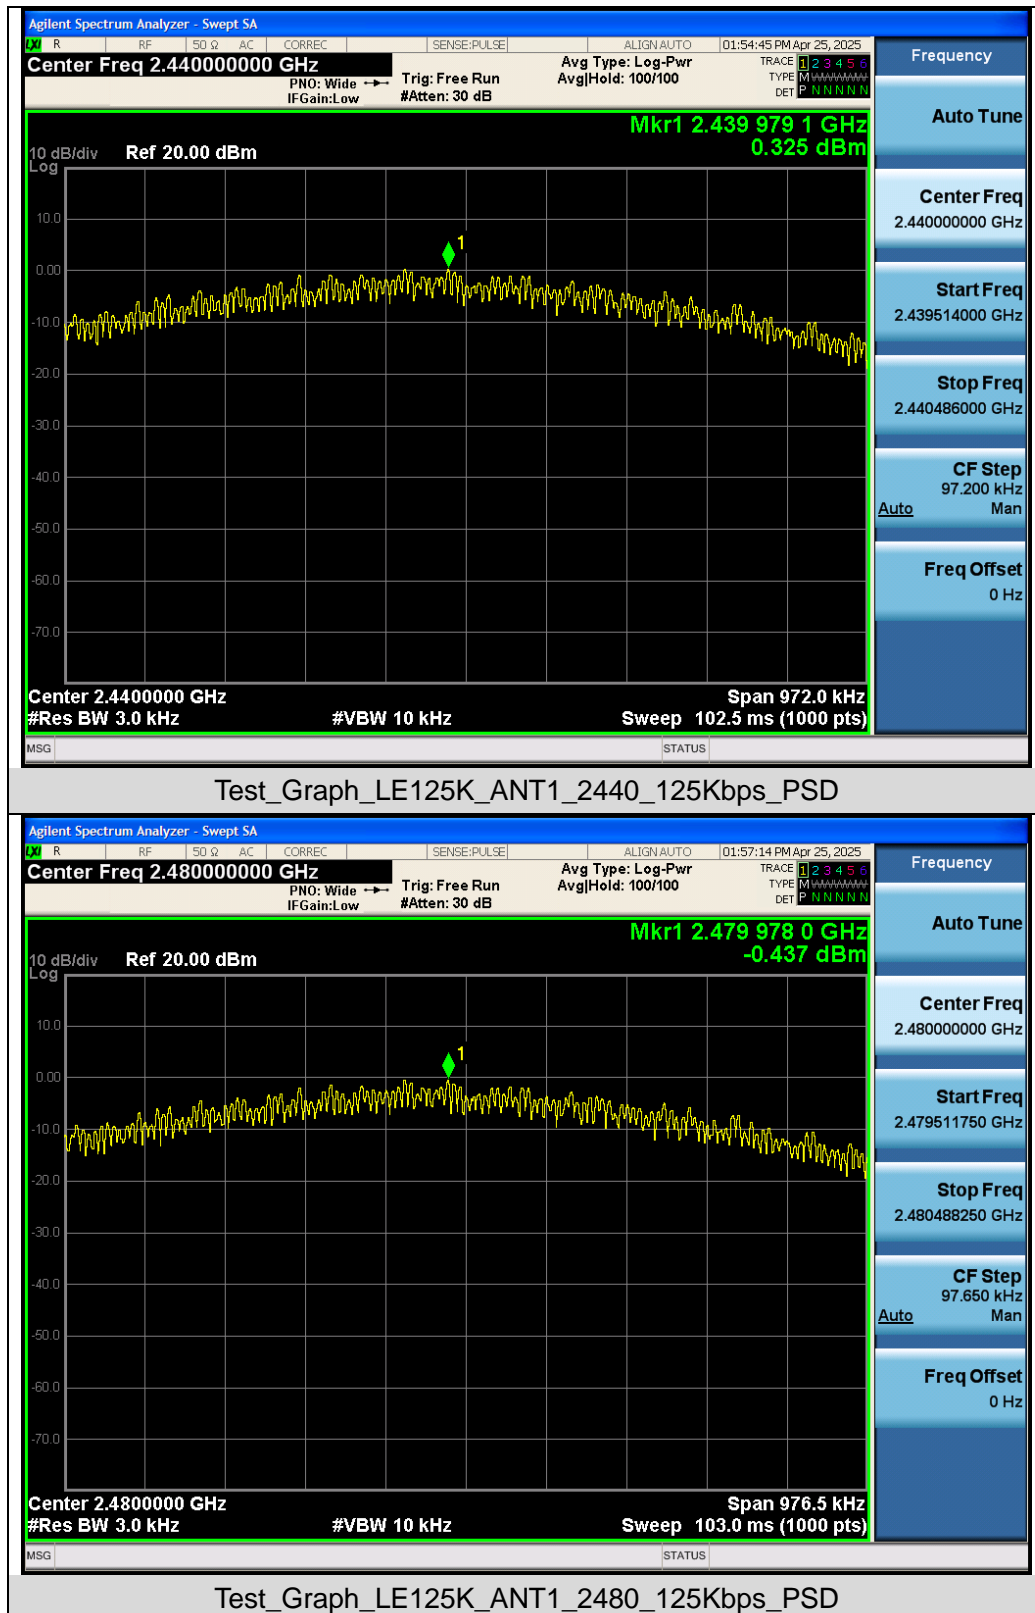 Agilent Spectrum Analyzer - Swept SA
LXI R RF 50 Ω AC CORREC SENSE:PULSE ALIGN AUTO 01:54:45 PM Apr 25, 2025
Center Freq 2.440000000 GHz
PNO: Wide
IFGain:Low
Trig: Free Run
#Atten: 30 dB
Avg Type: Log-Pwr
Avg|Hold: 100/100
TRACE 1 2 3 4 5 6
TYPE M
DET P N N N N N
Mkr1 2.439 979 1 GHz
0.325 dBm
10 dB/div Ref 20.00 dBm
Log
10.0
1
0.00
-10.0
-20.0
-30.0
-40.0
-50.0
-60.0
-70.0
Center 2.4400000 GHz Span 972.0 kHz
#Res BW 3.0 kHz #VBW 10 kHz Sweep 102.5 ms (1000 pts)
MSG STATUS
Frequency
Auto Tune
Center Freq
2.440000000 GHz
Start Freq
2.439514000 GHz
Stop Freq
2.440486000 GHz
CF Step
97.200 kHz
Auto Man
Freq Offset
0 Hz
Test_Graph_LE125K_ANT1_2440_125Kbps_PSD
Agilent Spectrum Analyzer - Swept SA
LXI R RF 50 Ω AC CORREC SENSE:PULSE ALIGN AUTO 01:57:14 PM Apr 25, 2025
Center Freq 2.480000000 GHz
PNO: Wide
IFGain:Low
Trig: Free Run
#Atten: 30 dB
Avg Type: Log-Pwr
Avg|Hold: 100/100
TRACE 1 2 3 4 5 6
TYPE M
DET P N N N N N
Mkr1 2.479 978 0 GHz
-0.437 dBm
10 dB/div Ref 20.00 dBm
Log
10.0
1
0.00
-10.0
-20.0
-30.0
-40.0
-50.0
-60.0
-70.0
Center 2.4800000 GHz Span 976.5 kHz
#Res BW 3.0 kHz #VBW 10 kHz Sweep 103.0 ms (1000 pts)
MSG STATUS
Frequency
Auto Tune
Center Freq
2.480000000 GHz
Start Freq
2.479511750 GHz
Stop Freq
2.480488250 GHz
CF Step
97.650 kHz
Auto Man
Freq Offset
0 Hz
Test_Graph_LE125K_ANT1_2480_125Kbps_PSD